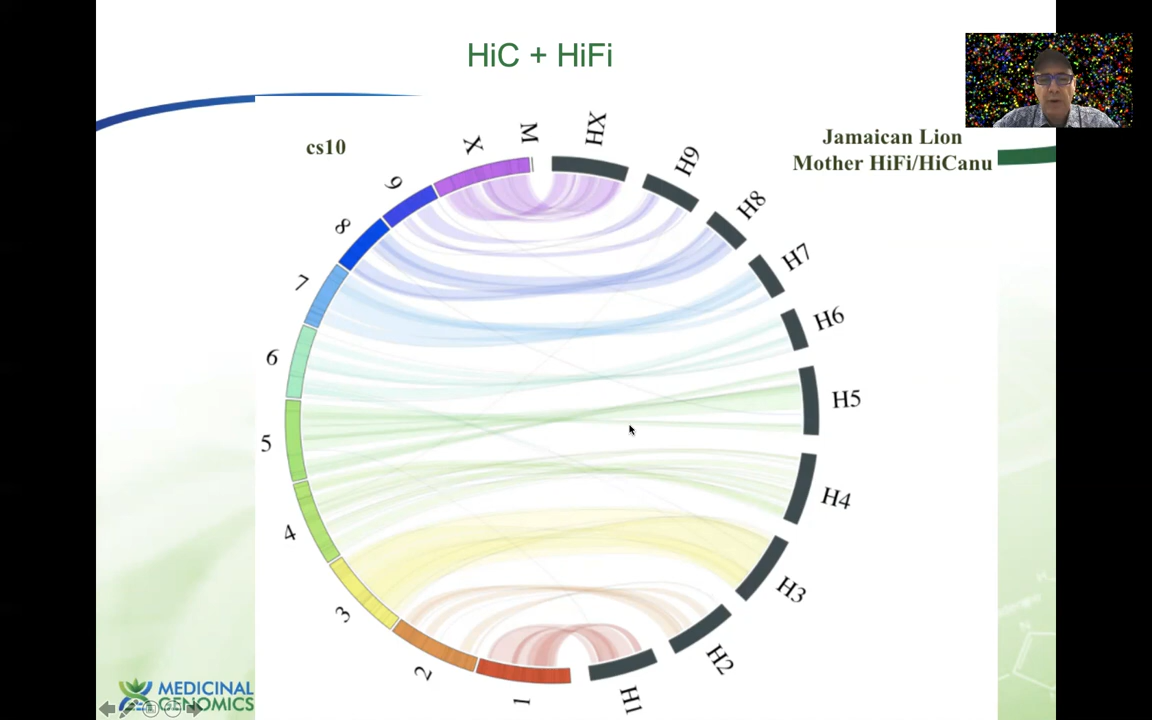 HiC + HiFi
cs10
Jamaican Lion
Mother HiFi/HiCanu
M
X
9
8
7
6
5
4
3
2
1
HX
H9
H8
H7
H6
H5
H4
H3
H2
H1
MEDICINAL
GENOMICS